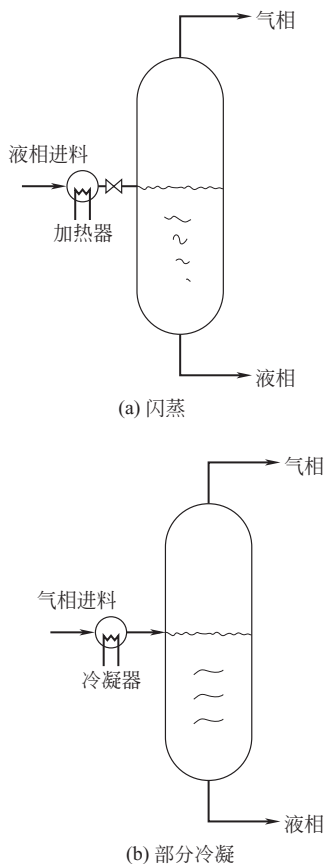 气相
液相进料
加热器
液相
(a) 闪蒸
气相
气相进料
冷凝器
液相
(b) 部分冷凝